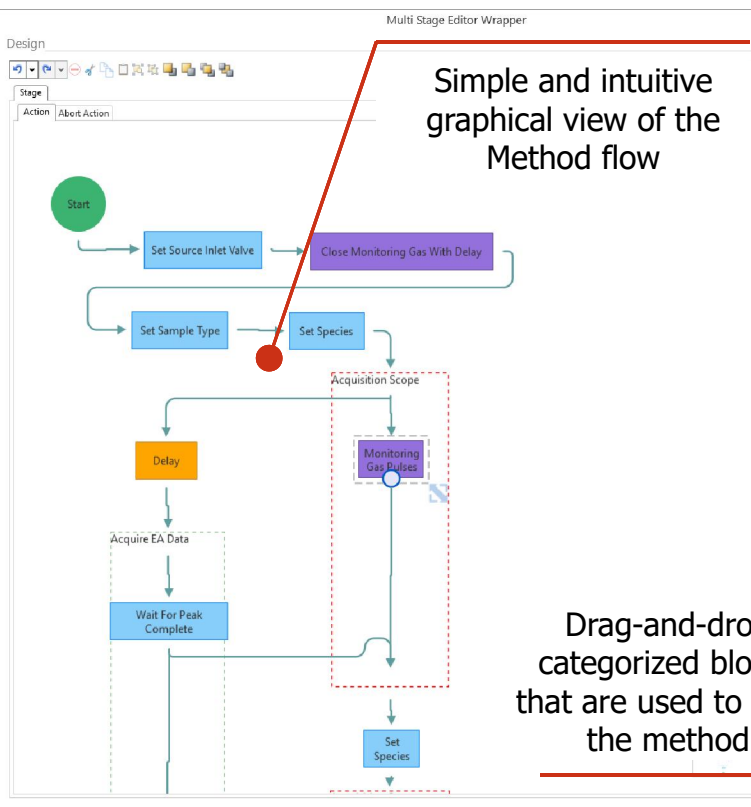 Multi Stage Editor Wrapper
Design
Stage
Action Abort Action
Simple and intuitive
graphical view of the
Method flow
Start
Set Source Inlet Valve
Close Monitoring Gas With Delay
Set Sample Type
Set Species
Acquisition Scope
Delay
Monitoring
Gas Pulses
Acquire EA Data
Wait For Peak
Complete
Drag-and-dro
categorized blo
that are used to
the method
Set
Species